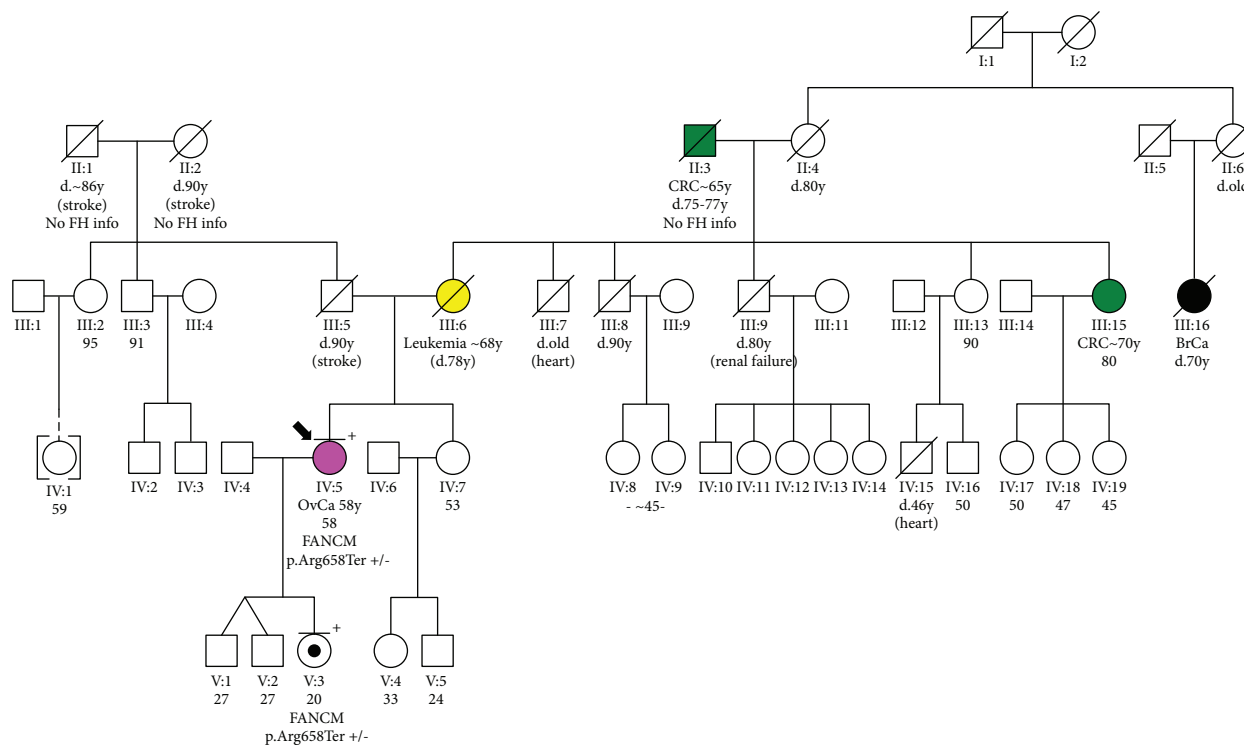 I:1
I:2
II:1
d.~86y
(stroke)
No FH info
II:2
d.90y
(stroke)
No FH info
II:3
CRC~65y
d.75-77y
No FH info
II:4
d.80y
II:5
II:6
d.old
III:1
III:2
95
III:3
91
III:4
III:5
d.90y
(stroke)
III:6
Leukemia ~68y
(d.78y)
III:7
d.old
(heart)
III:8
d.90y
III:9
III:9
d.80y
(renal failure)
III:11
III:12
III:13
90
III:14
III:15
CRC~70y
80
III:16
BrCa
d.70y
IV:1
59
IV:2
IV:3
IV:4
+
IV:5
OvCa 58y
58
FANCM
p.Arg658Ter +/-
IV:6
IV:7
53
IV:8
IV:9
- ~45-
IV:10
IV:11
IV:12
IV:13
IV:14
IV:15
d.46y
(heart)
IV:16
50
IV:17
50
IV:18
47
IV:19
45
V:1
27
V:2
27
+
V:3
20
FANCM
p.Arg658Ter +/-
V:4
33
V:5
24